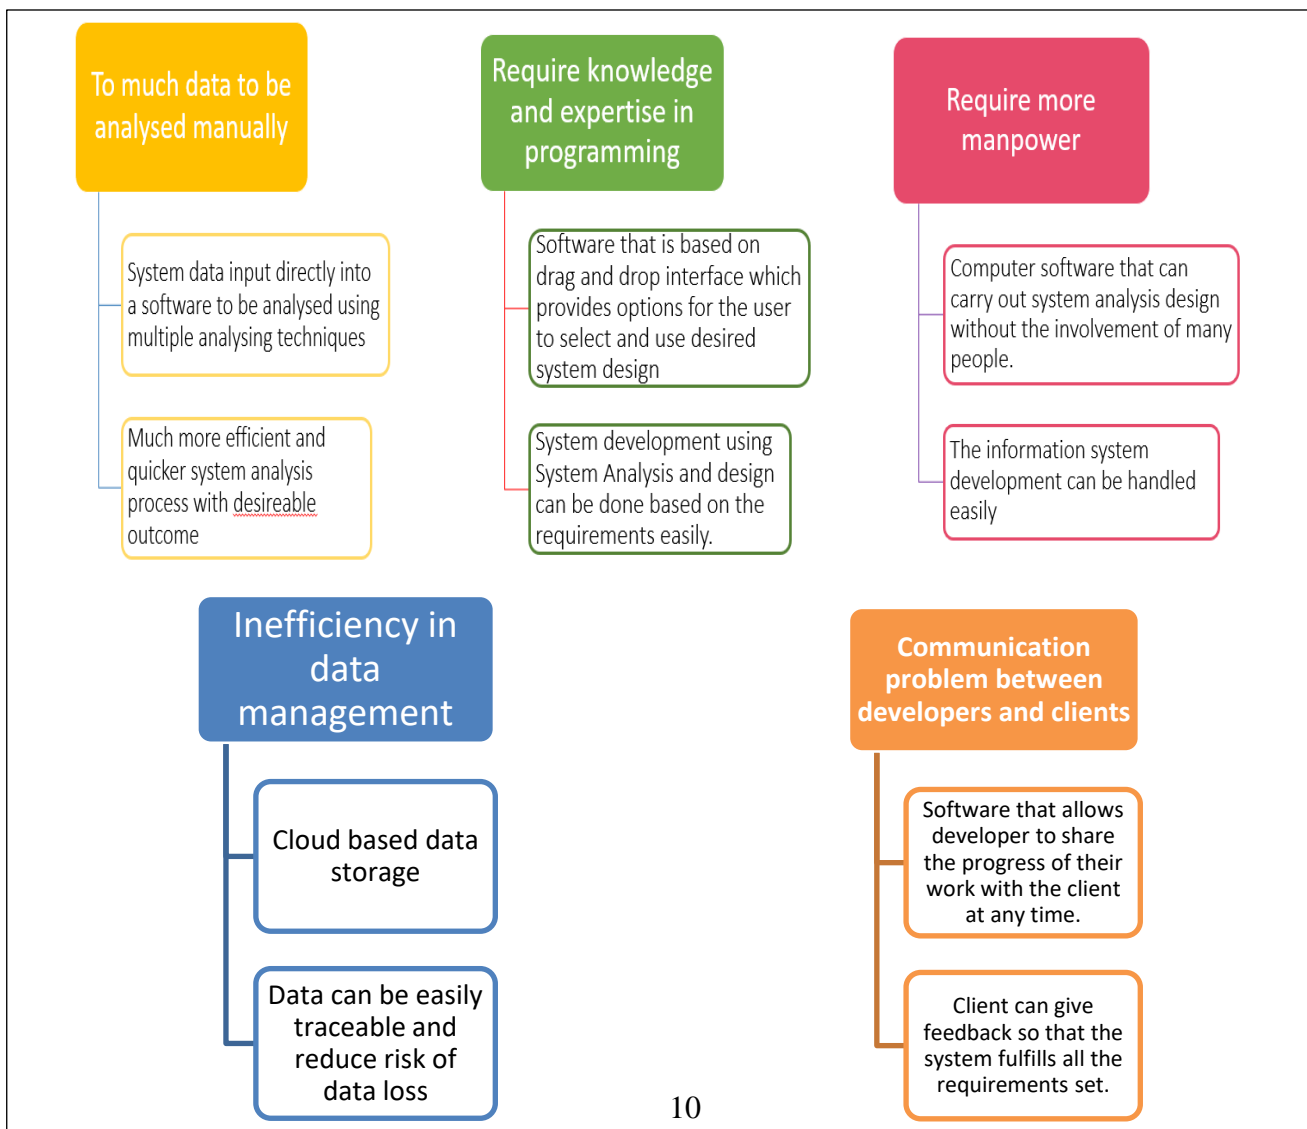 To much data to be
analysed manually
System data input directly into
a software to be analysed using
multiple analysing techniques
Much more efficient and
quicker system analysis
process with desireable
outcome
Require knowledge
and expertise in
programming
Software that is based on
drag and drop interface which
provides options for the user
to select and use desired
system design
System development using
System Analysis and design
can be done based on the
requirements easily.
Require more
manpower
Computer software that can
carry out system analysis design
without the involvement of many
people.
The information system
development can be handled
easily
Inefficiency in
data
management
Cloud based data
storage
Data can be easily
traceable and
reduce risk of
data loss
Communication
problem between
developers and clients
Software that allows
developer to share
the progress of their
work with the client
at any time.
Client can give
feedback so that the
system fulfills all the
requirements set.
10